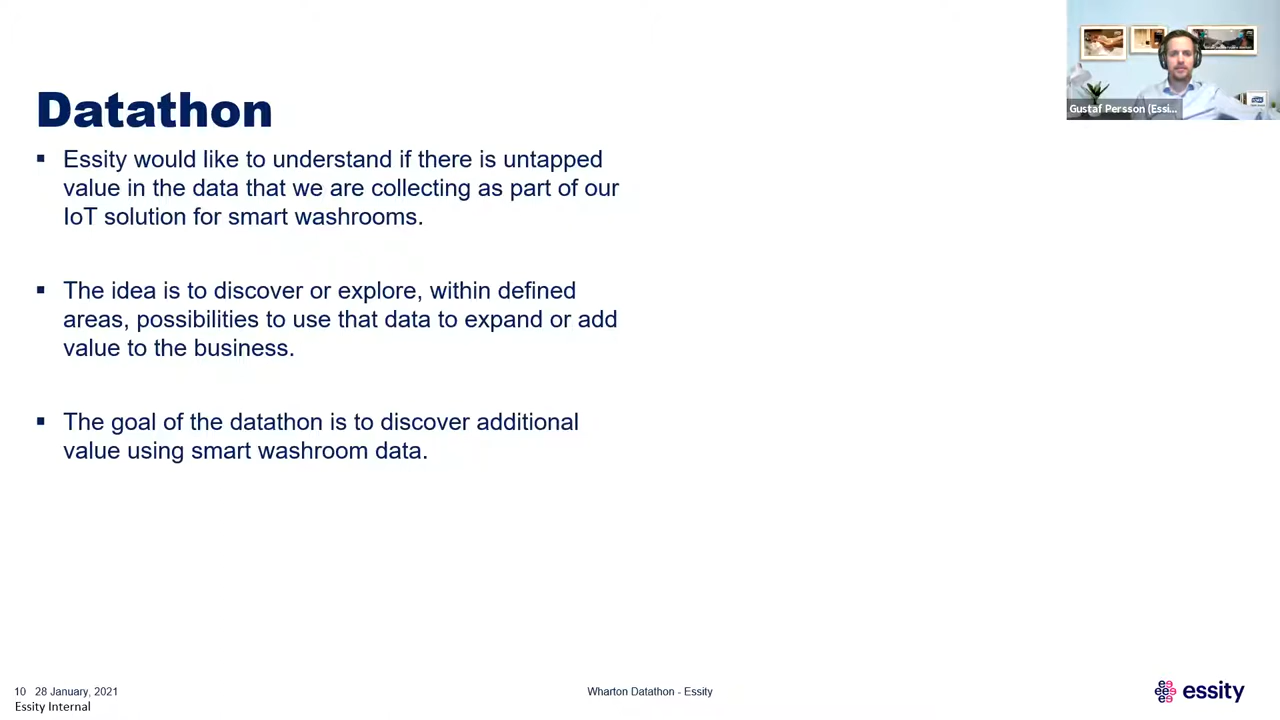 Datathon
▪ Essity would like to understand if there is untapped
value in the data that we are collecting as part of our
IoT solution for smart washrooms.
▪ The idea is to discover or explore, within defined
areas, possibilities to use that data to expand or add
value to the business.
▪ The goal of the datathon is to discover additional
value using smart washroom data.
Gustaf Persson (Essi...
10 28 January, 2021
Essity Internal
Wharton Datathon - Essity
essity